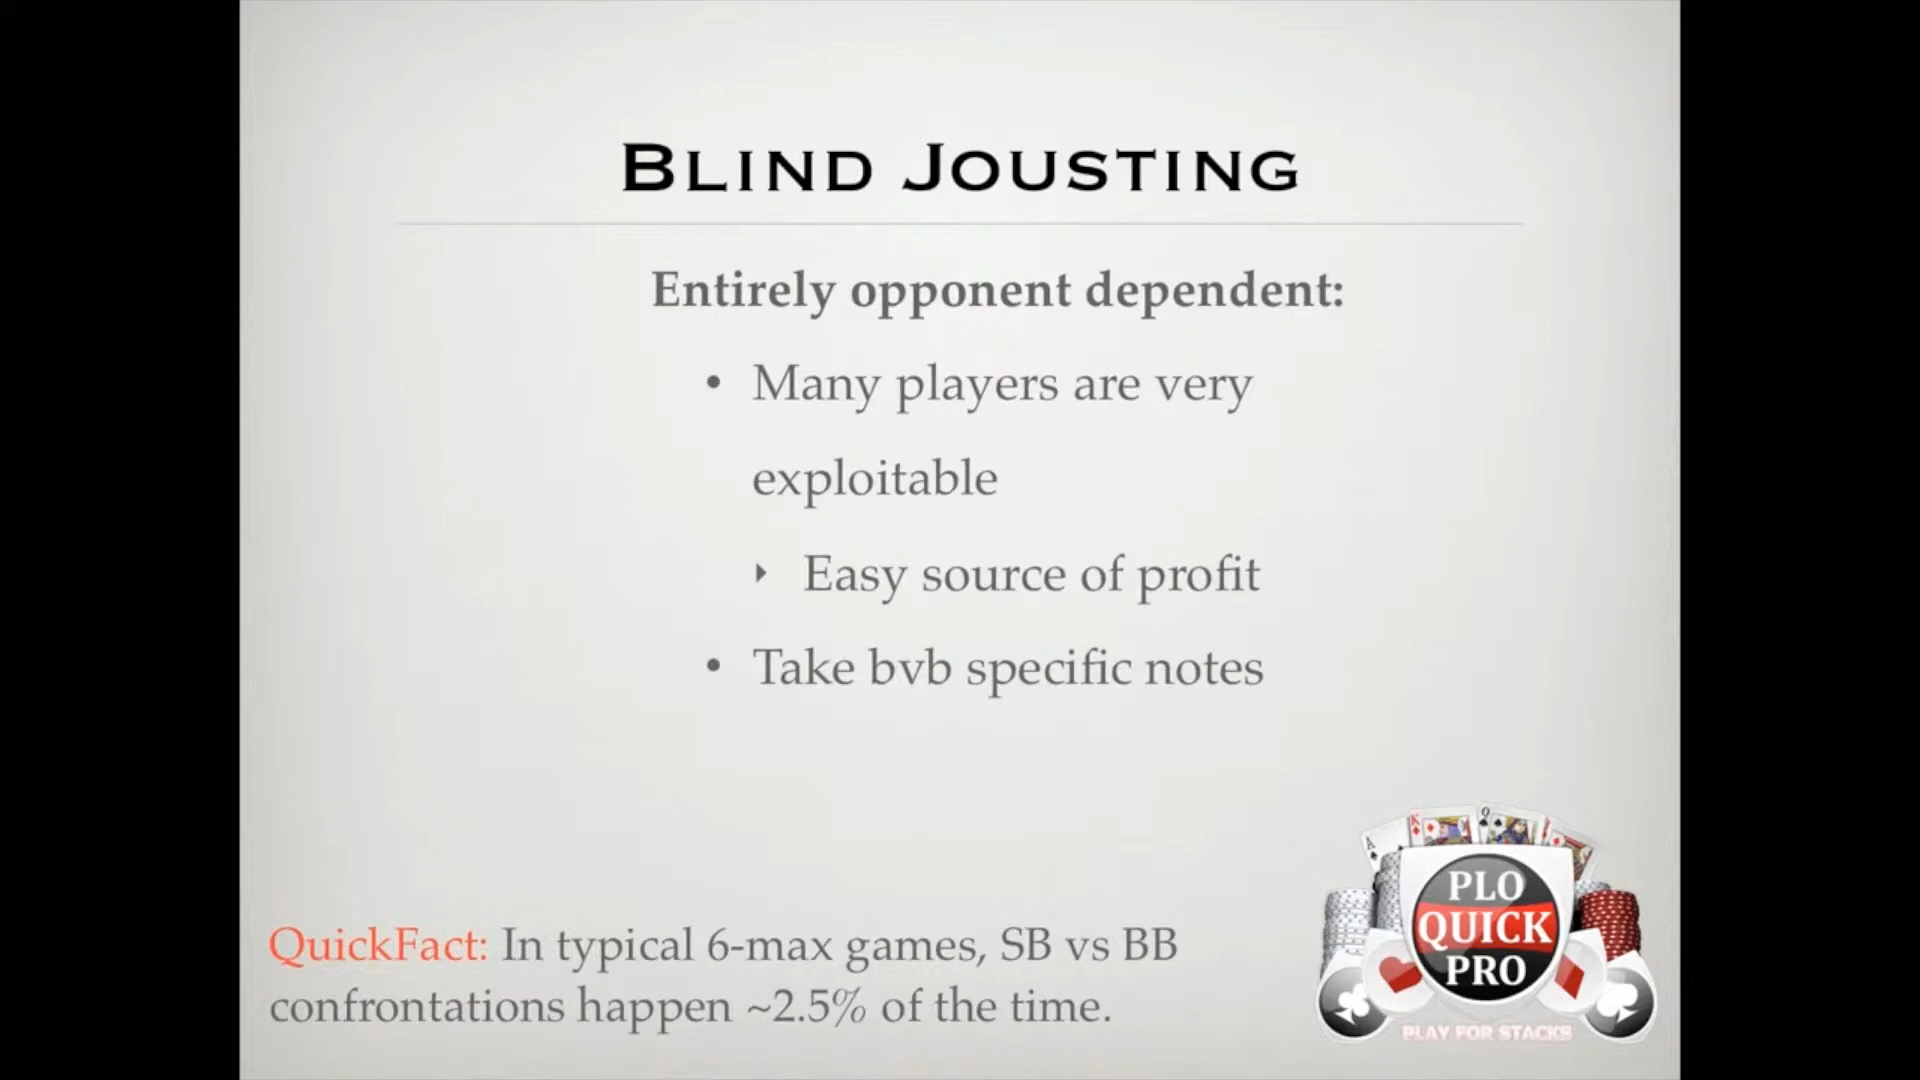 BLIND JOUSTING
Entirely opponent dependent:
• Many players are very
exploitable
‣ Easy source of profit
• Take bvb specific notes
QuickFact: In typical 6-max games, SB vs BB
confrontations happen ~2.5% of the time.
A K Q
PLO
QUICK
PRO
PLAY FOR STACKS